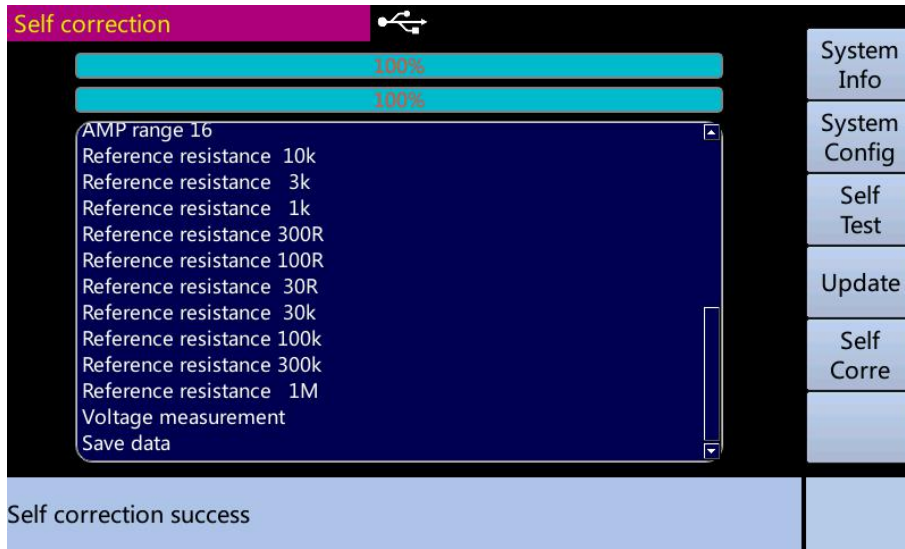 Self correction
100%
100%
AMP range 16
Reference resistance 10k
Reference resistance 3k
Reference resistance 1k
Reference resistance 300R
Reference resistance 100R
Reference resistance 30R
Reference resistance 30k
Reference resistance 100k
Reference resistance 300k
Reference resistance 1M
Voltage measurement
Save data
System
Info
System
Config
Self
Test
Update
Self
Corre
Self correction success